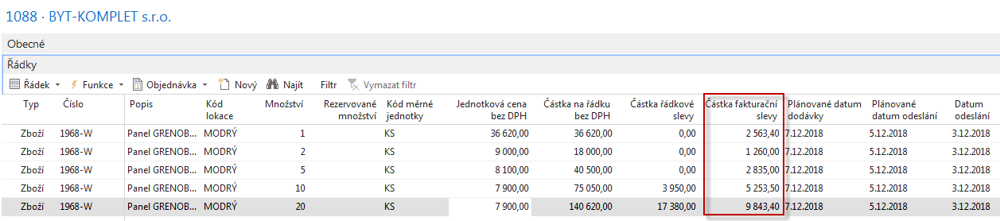 1088 · BYT-KOMPLET s.r.o.
Obecné
Řádky
Řádek Funkce Objednávka Nový Najít Filtr Vymazat filtr
Typ Číslo Popis Kód lokace Množství Rezervované množství Kód měrné jednotky Jednotková cena bez DPH Částka na řádku bez DPH Částka řádkové slevy Částka fakturační slevy Plánované datum dodávky Plánované datum odeslání Datum odeslání
Zboží 1968-W Panel GRENOB... MODRÝ 1 KS 36 620,00 36 620,00 0,00 2 563,40 7.12.2018 5.12.2018 3.12.2018
Zboží 1968-W Panel GRENOB... MODRÝ 2 KS 9 000,00 18 000,00 0,00 1 260,00 7.12.2018 5.12.2018 3.12.2018
Zboží 1968-W Panel GRENOB... MODRÝ 5 KS 8 100,00 40 500,00 0,00 2 835,00 7.12.2018 5.12.2018 3.12.2018
Zboží 1968-W Panel GRENOB... MODRÝ 10 KS 7 900,00 75 050,00 3 950,00 5 253,50 7.12.2018 5.12.2018 3.12.2018
Zboží 1968-W Panel GRENOB... MODRÝ 20 KS 7 900,00 140 620,00 17 380,00 9 843,40 7.12.2018 5.12.2018 3.12.2018